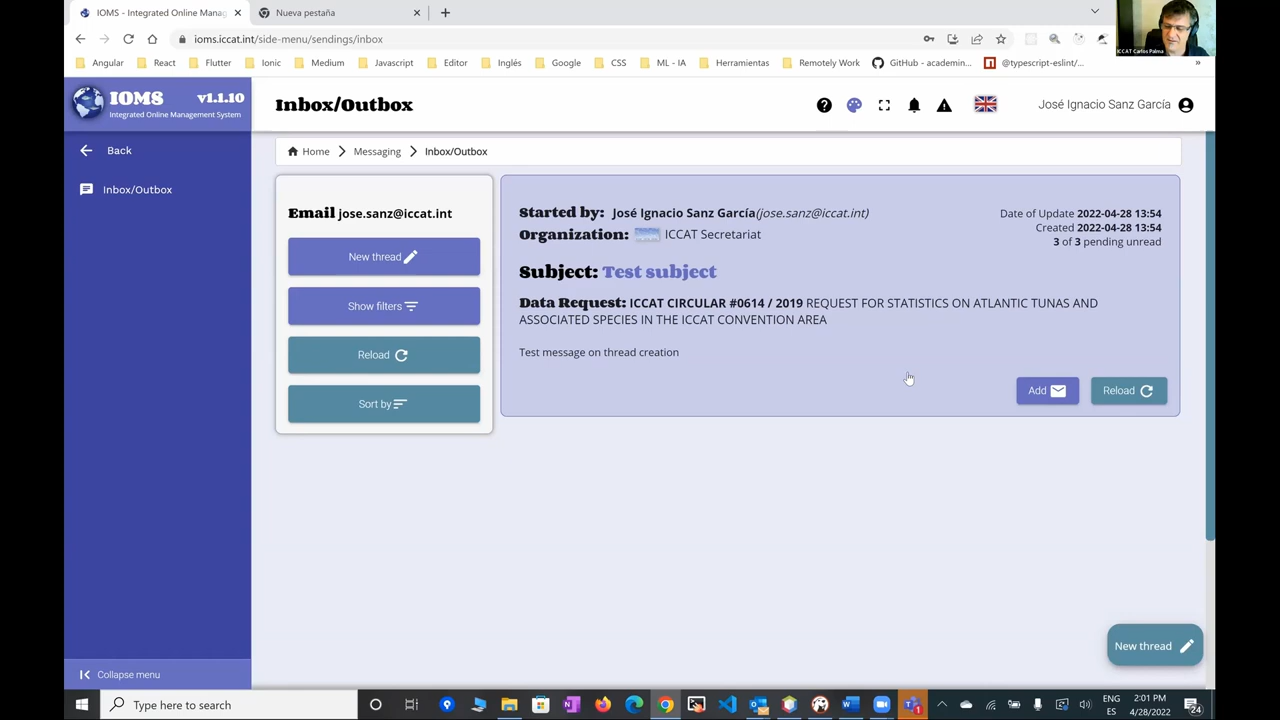 IOMS - Integrated Online Manag
Nueva pestaña
ioms.iccat.int/side-menu/sendings/inbox
Angular
React
Flutter
Ionic
Medium
Javascript
Editor
Inglés
Google
CSS
ML - IA
Herramientas
Remotely Work
GitHub - academin...
@typescript-eslint/...
»
ICCAT Carlos Palma
IOMS v1.1.10
Integrated Online Management System
Inbox/Outbox
José Ignacio Sanz García
Back
Inbox/Outbox
Home > Messaging > Inbox/Outbox
Email jose.sanz@iccat.int
New thread
Show filters
Reload
Sort by
Started by: José Ignacio Sanz García(jose.sanz@iccat.int)
Organization: ICCAT Secretariat
Date of Update 2022-04-28 13:54
Created 2022-04-28 13:54
3 of 3 pending unread
Subject: Test subject
Data Request: ICCAT CIRCULAR #0614 / 2019 REQUEST FOR STATISTICS ON ATLANTIC TUNAS AND
ASSOCIATED SPECIES IN THE ICCAT CONVENTION AREA
Test message on thread creation
Add
Reload
New thread
Collapse menu
Type here to search
ENG
ES
2:01 PM
4/28/2022
24